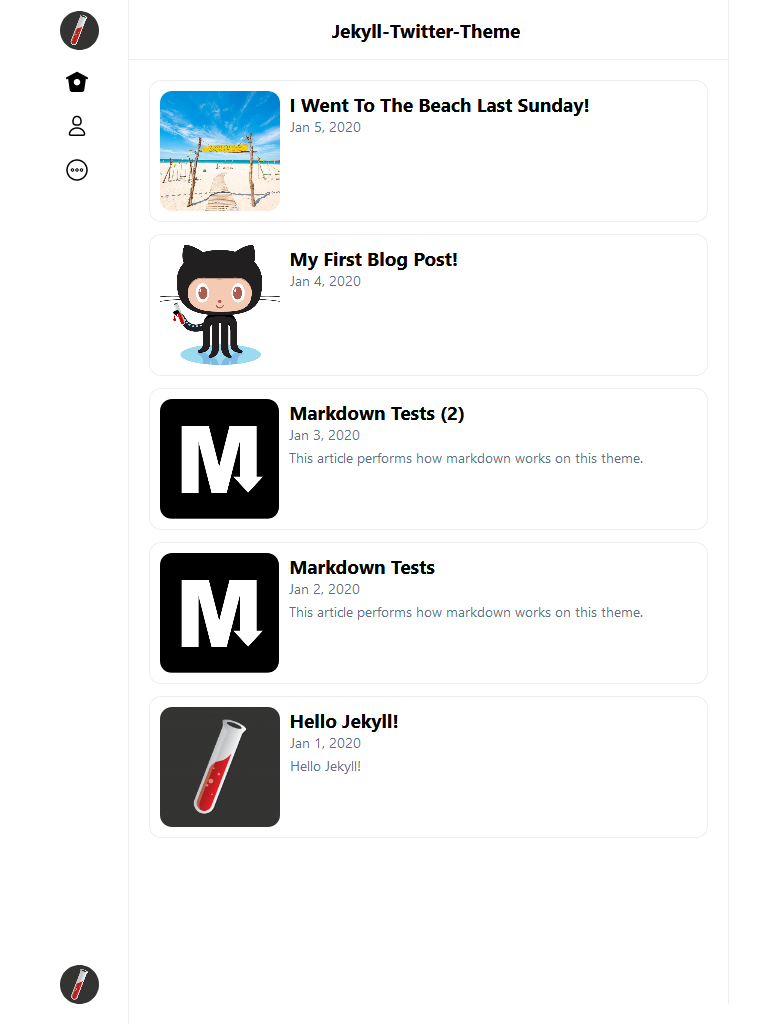 Jekyll-Twitter-Theme
I Went To The Beach Last Sunday!
Jan 5, 2020
My First Blog Post!
Jan 4, 2020
Markdown Tests (2)
Jan 3, 2020
This article performs how markdown works on this theme.
M
Markdown Tests
Jan 2, 2020
This article performs how markdown works on this theme.
M
Hello Jekyll!
Jan 1, 2020
Hello Jekyll!